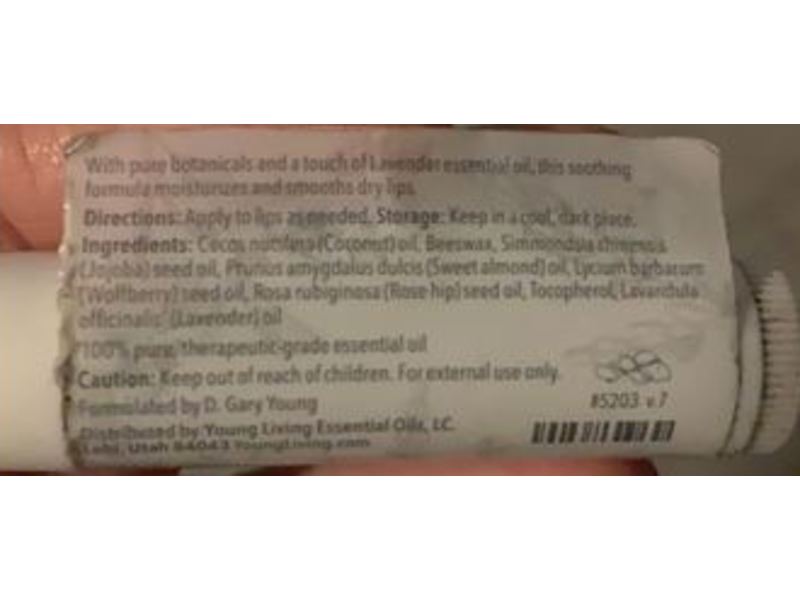 With pure botanicals and a touch of Lavender essential oil, this soothing
formula moisturizes and smooths dry lips.
Directions: Apply to lips as needed. Storage: Keep in a cool, dark place.
Ingredients: Cocos nucifera (Coconut) oil, Beeswax, Simmondsia chinensis
(Jojoba) seed oil, Prunus amygdalus dulcis (Sweet almond) oil, Lycium barbarum
(Wolfberry) seed oil, Rosa rubiginosa (Rose hip) seed oil, Tocopherol, Lavandula
officinalis† (Lavender) oil
†100% pure, therapeutic-grade essential oil
Caution: Keep out of reach of children. For external use only.
Formulated by D. Gary Young
Distributed by Young Living Essential Oils, LC.
Lehi, Utah 84043 YoungLiving.com
#5203 v.7